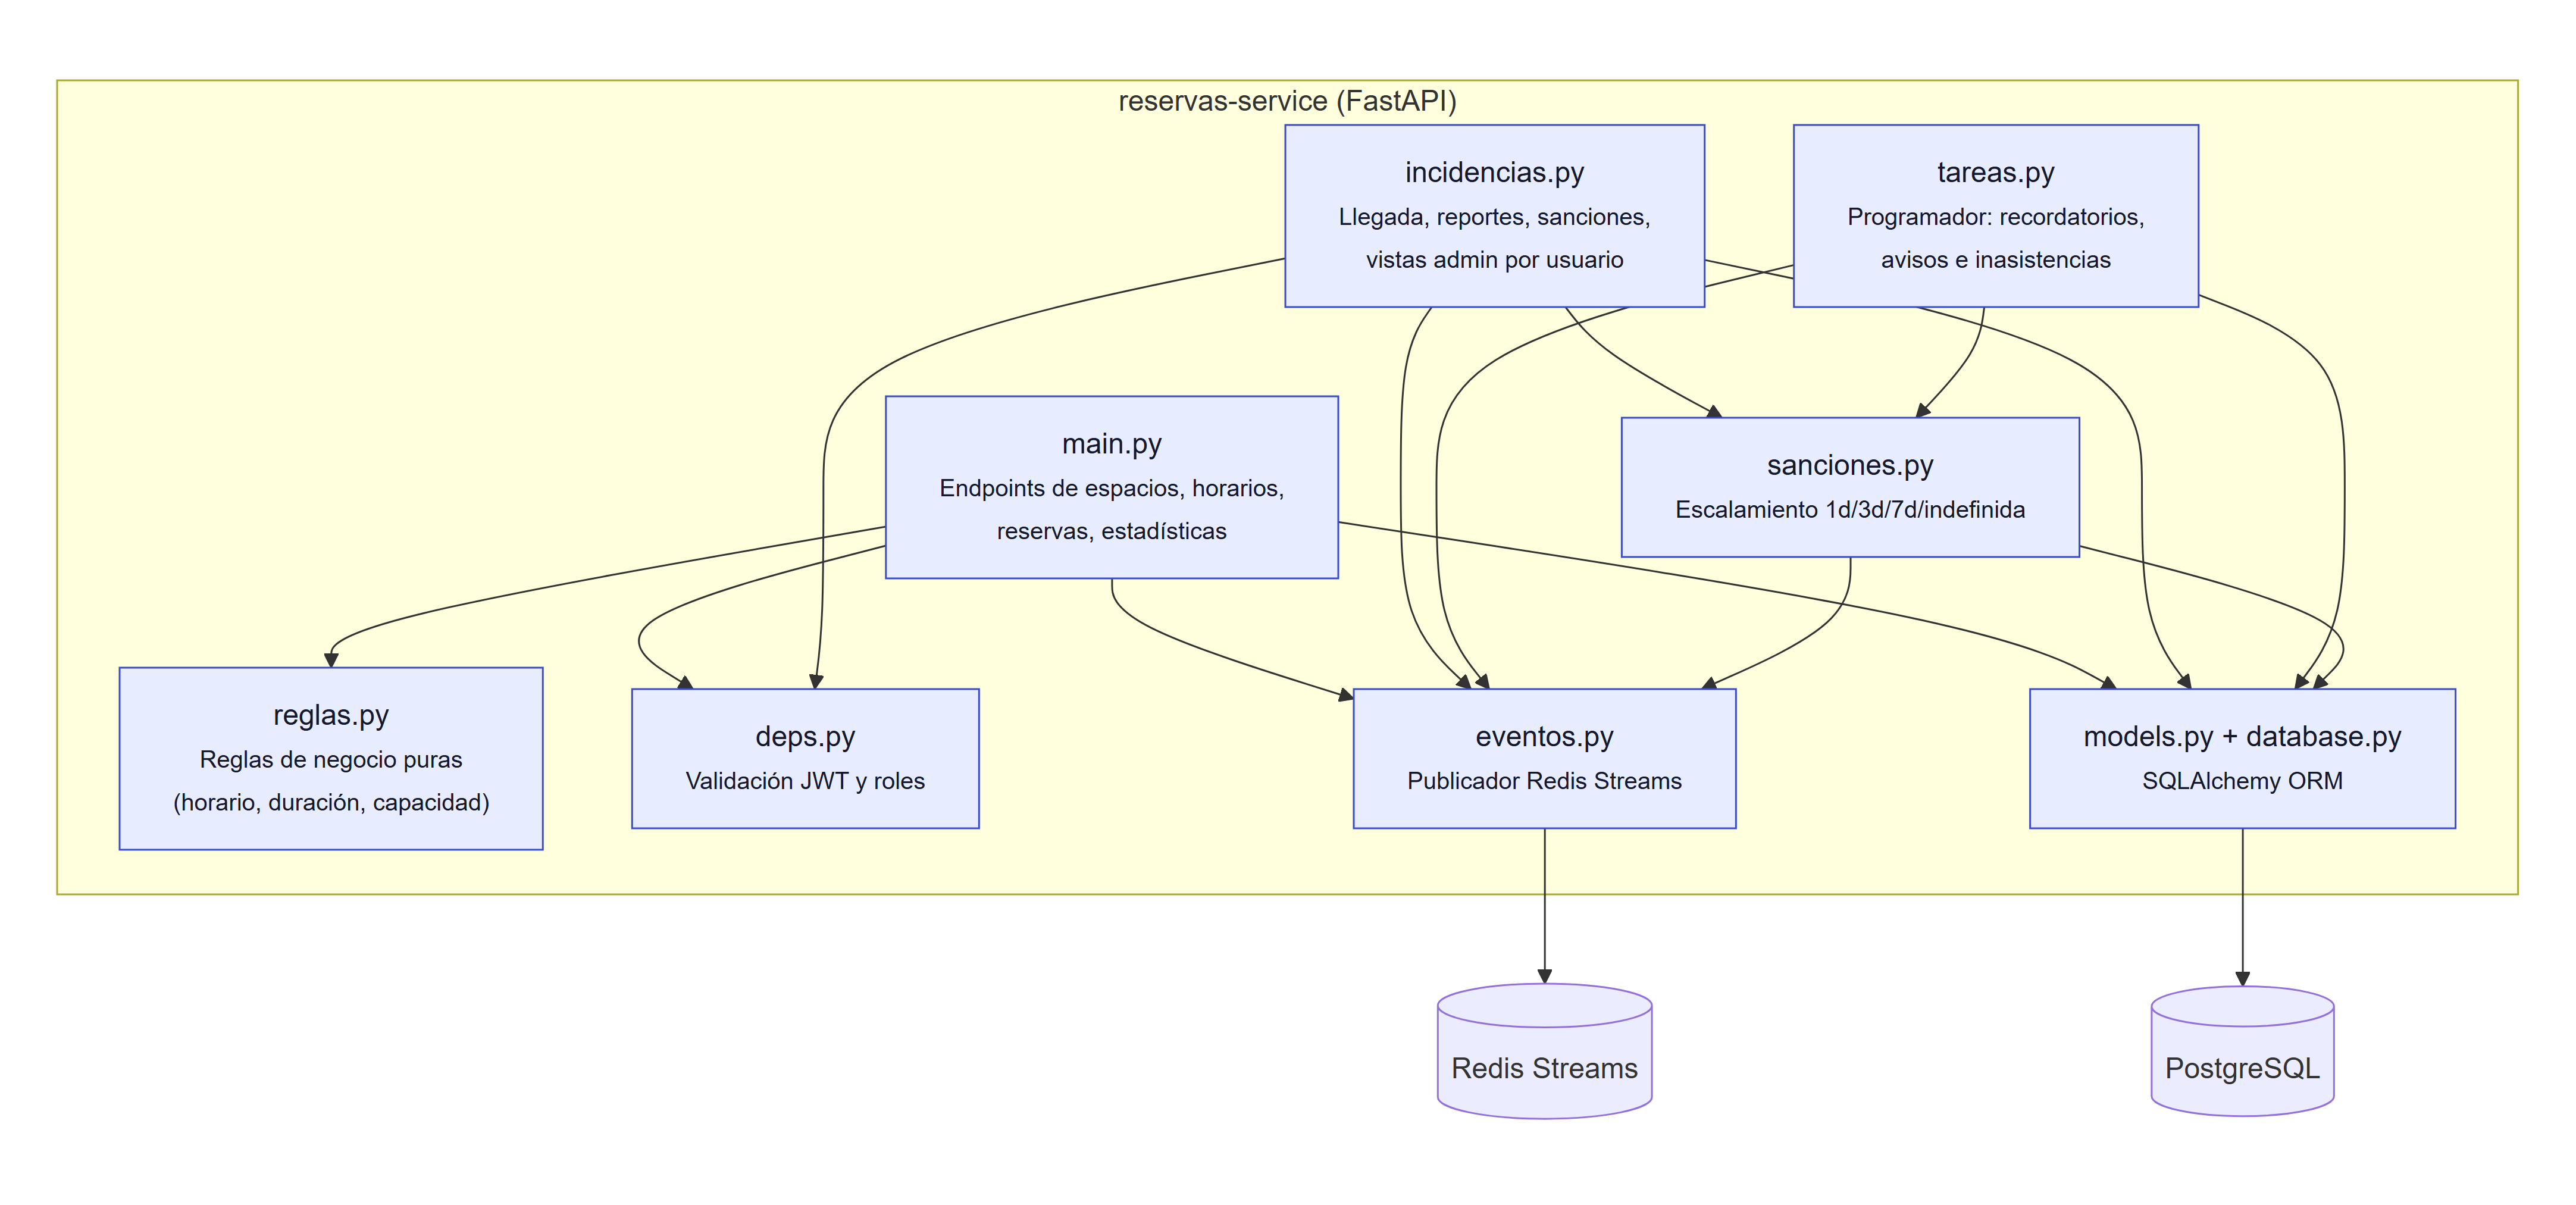 reservas-service (FastAPI)
incidencias.py
Llegada, reportes, sanciones,
vistas admin por usuario
tareas.py
Programador: recordatorios,
avisos e inasistencias
main.py
Endpoints de espacios, horarios,
reservas, estadísticas
sanciones.py
Escalamiento 1d/3d/7d/indefinida
reglas.py
Reglas de negocio puras
(horario, duración, capacidad)
deps.py
Validación JWT y roles
eventos.py
Publicador Redis Streams
models.py + database.py
SQLAlchemy ORM
Redis Streams
PostgreSQL